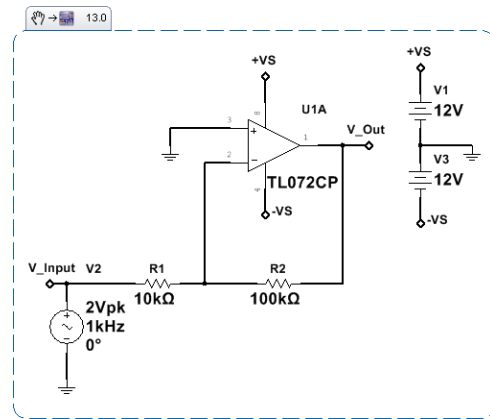 13.0
+VS
+VS
U1A
V1
12V
3
1
V_Out
2
V3
12V
TL072CP
-VS
-VS
V_Input V2
R1
R2
10kΩ
100kΩ
2Vpk
1kHz
0°